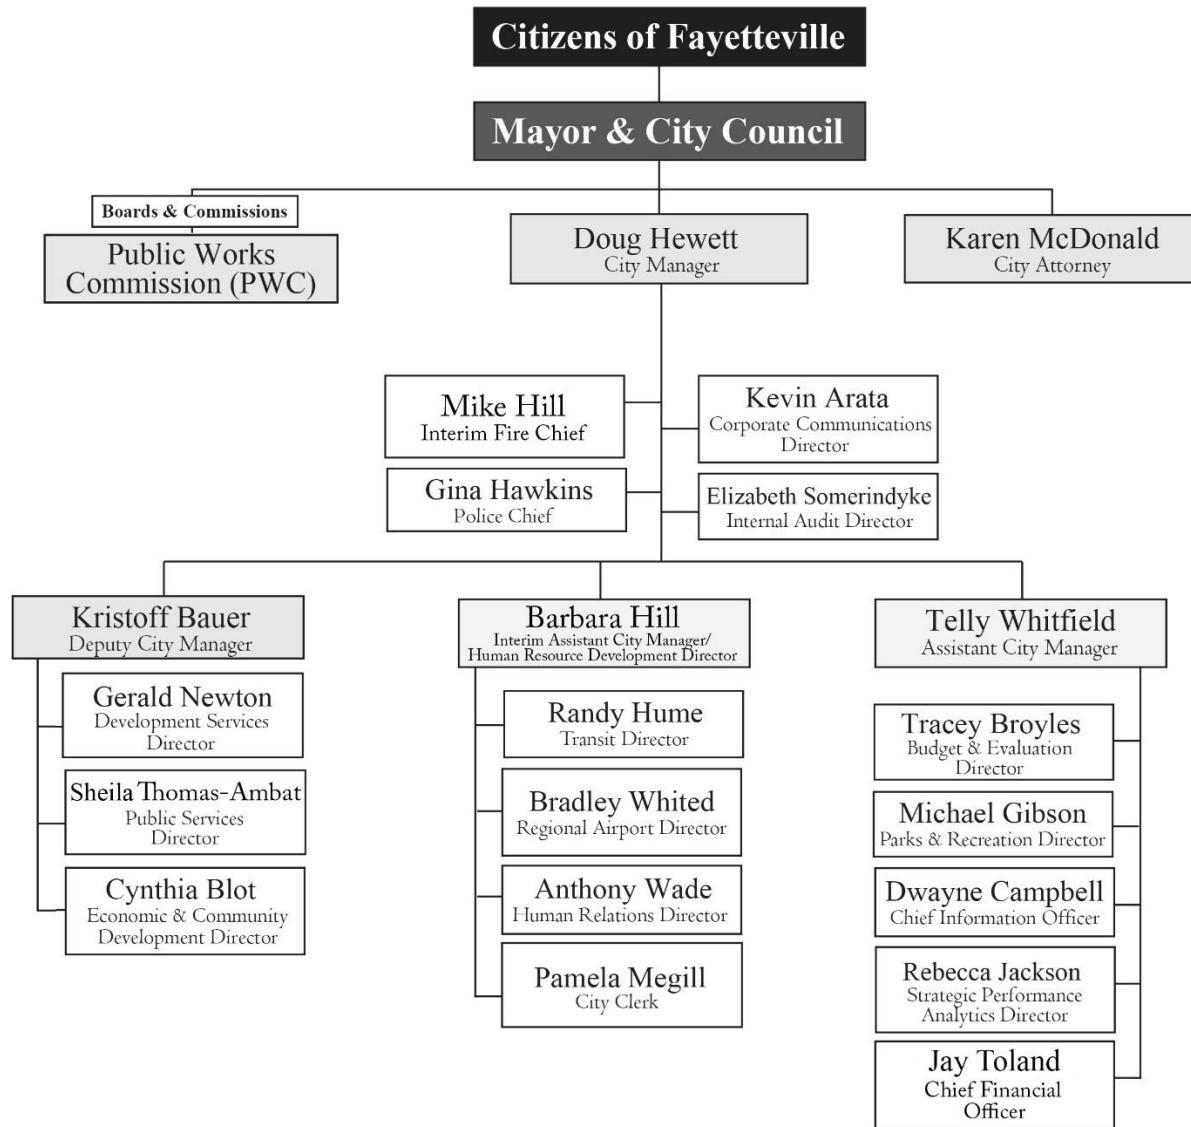 Citizens of Fayetteville
Mayor & City Council
Boards & Commissions
Public Works
Commission (PWC)
Doug Hewett
City Manager
Karen McDonald
City Attorney
Mike Hill
Interim Fire Chief
Kevin Arata
Corporate Communications
Director
Gina Hawkins
Police Chief
Elizabeth Somerindyke
Internal Audit Director
Kristoff Bauer
Deputy City Manager
Gerald Newton
Development Services
Director
Sheila Thomas-Ambat
Public Services
Director
Cynthia Blot
Economic & Community
Development Director
Barbara Hill
Interim Assistant City Manager/
Human Resource Development Director
Randy Hume
Transit Director
Bradley Whited
Regional Airport Director
Anthony Wade
Human Relations Director
Pamela Megill
City Clerk
Telly Whitfield
Assistant City Manager
Tracey Broyles
Budget & Evaluation
Director
Michael Gibson
Parks & Recreation Director
Dwayne Campbell
Chief Information Officer
Rebecca Jackson
Strategic Performance
Analytics Director
Jay Toland
Chief Financial
Officer